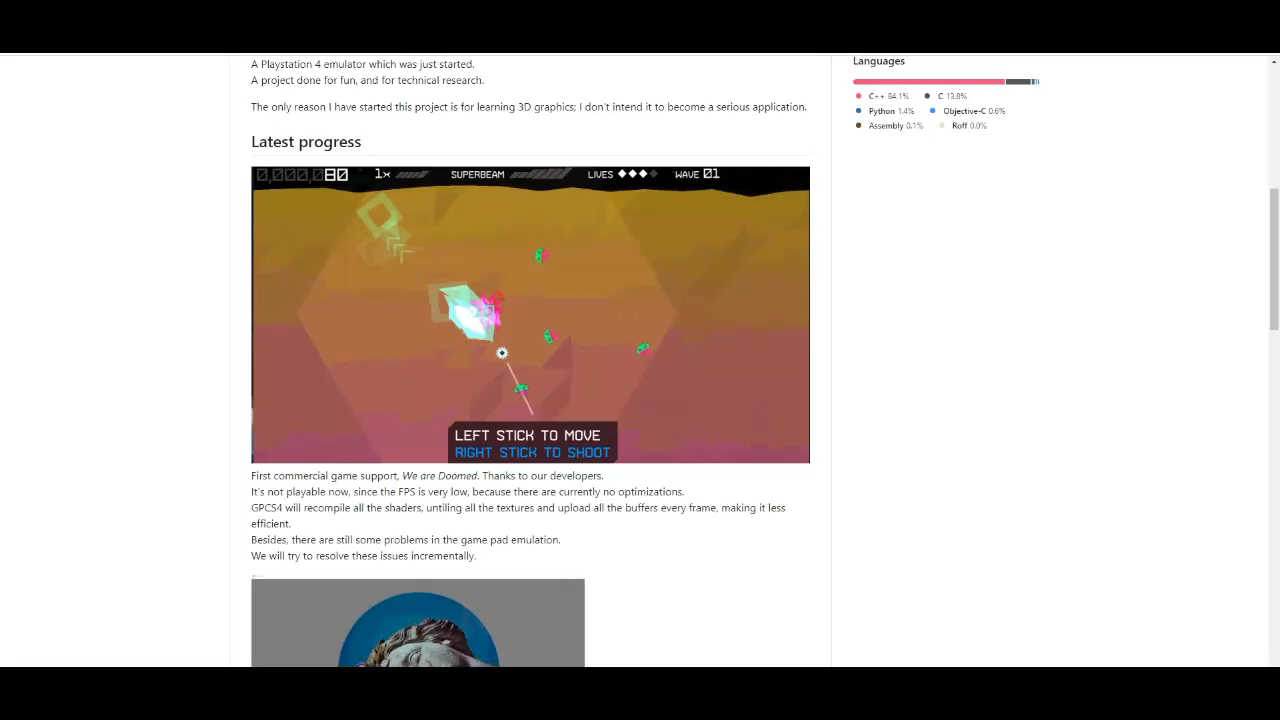 A Playstation 4 emulator which was just started.
A project done for fun, and for technical research.
The only reason I have started this project is for learning 3D graphics; I don't intend it to become a serious application.
Latest progress
0,000,080 1x SUPERBEAM LIVES WAVE 01
LEFT STICK TO MOVE
RIGHT STICK TO SHOOT
First commercial game support, We are Doomed. Thanks to our developers.
It's not playable now, since the FPS is very low, because there are currently no optimizations.
GPCS4 will recompile all the shaders, untiling all the textures and upload all the buffers every frame, making it less
efficient.
Besides, there are still some problems in the game pad emulation.
We will try to resolve these issues incrementally.
Languages
C++ 84.1% C 13.8%
Python 1.4% Objective-C 0.6%
Assembly 0.1% Roff 0.0%